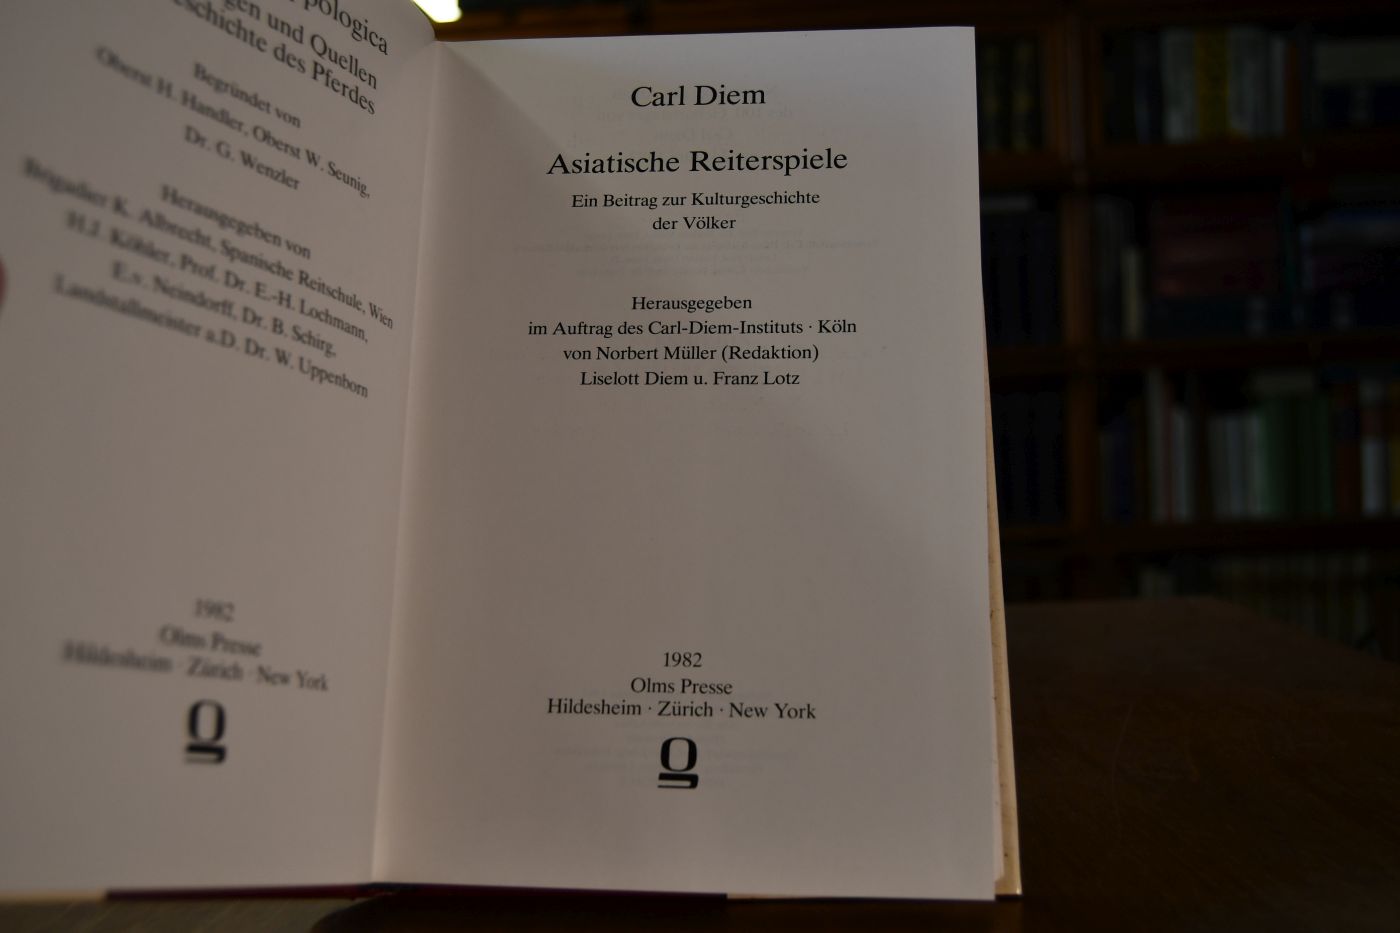 pologica
gen und Quellen
schichte des Pferdes
Begründet von
Oberst H. Handler, Oberst W. Seunig,
Dr. G. Wenzler
Herausgegeben von
Brigadier K. Albrecht, Spanische Reitschule, Wien
H.J. Köhler, Prof. Dr. E.-H. Lochmann,
E.v. Neindorff, Dr. B. Schirg,
Landstallmeister a.D. Dr. W. Uppenborn
1982
Olms Presse
Hildesheim · Zürich · New York
Carl Diem
Asiatische Reiterspiele
Ein Beitrag zur Kulturgeschichte
der Völker
Herausgegeben
im Auftrag des Carl-Diem-Instituts · Köln
von Norbert Müller (Redaktion)
Liselott Diem u. Franz Lotz
1982
Olms Presse
Hildesheim · Zürich · New York